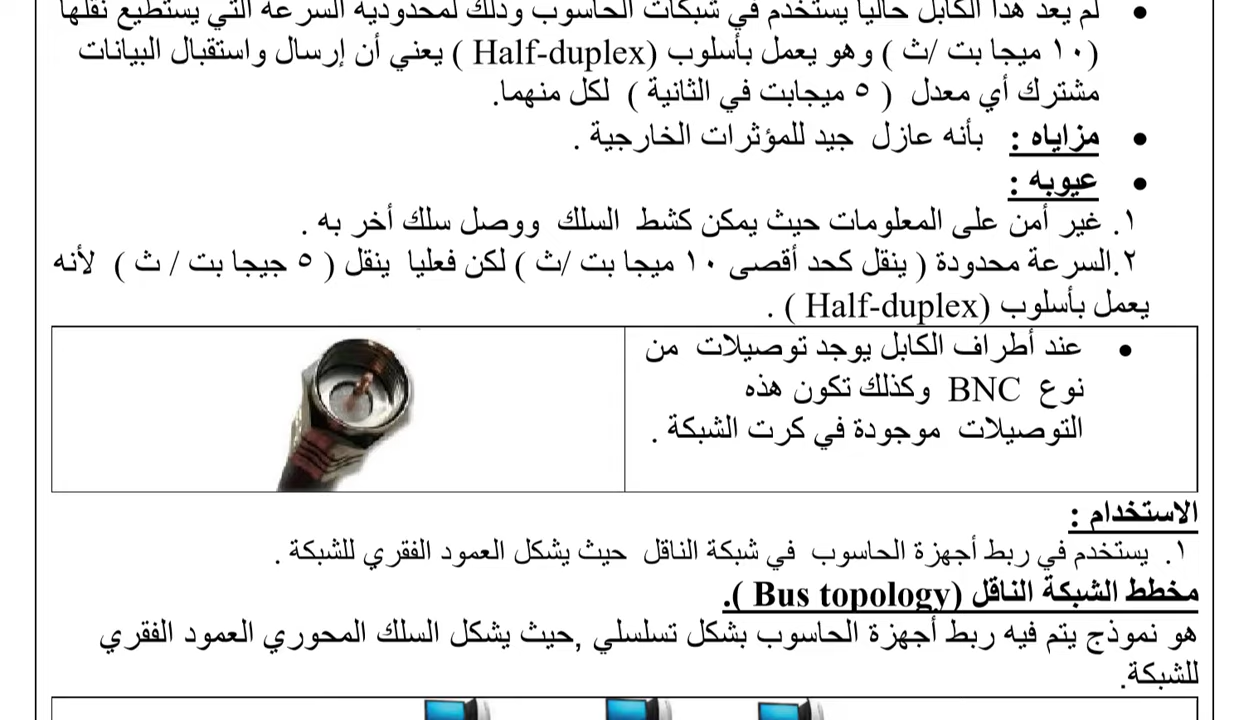 لم يعد هذا الكابل حاليا يستخدم في شبكات الحاسوب وذلك لمحدودية السرعة التي يستطيع نقلها
(١٠ ميجا بت /ث ) وهو يعمل بأسلوب (Half-duplex ) يعني أن إرسال واستقبال البيانات
مشترك أي معدل ( ٥ ميجابت في الثانية ) لكل منهما.
مزاياه : بأنه عازل جيد للمؤثرات الخارجية .
عيوبه :
١. غير أمن على المعلومات حيث يمكن كشط السلك ووصل سلك أخر به .
٢.السرعة محدودة ( ينقل كحد أقصى ١٠ ميجا بت /ث ) لكن فعليا ينقل ( ٥ جيجا بت / ث ) لأنه
يعمل بأسلوب (Half-duplex ) .
عند أطراف الكابل يوجد توصيلات من
نوع BNC وكذلك تكون هذه
التوصيلات موجودة في كرت الشبكة .
الاستخدام :
١. يستخدم في ربط أجهزة الحاسوب في شبكة الناقل حيث يشكل العمود الفقري للشبكة .
مخطط الشبكة الناقل (Bus topology ).
هو نموذج يتم فيه ربط أجهزة الحاسوب بشكل تسلسلي ,حيث يشكل السلك المحوري العمود الفقري
للشبكة.